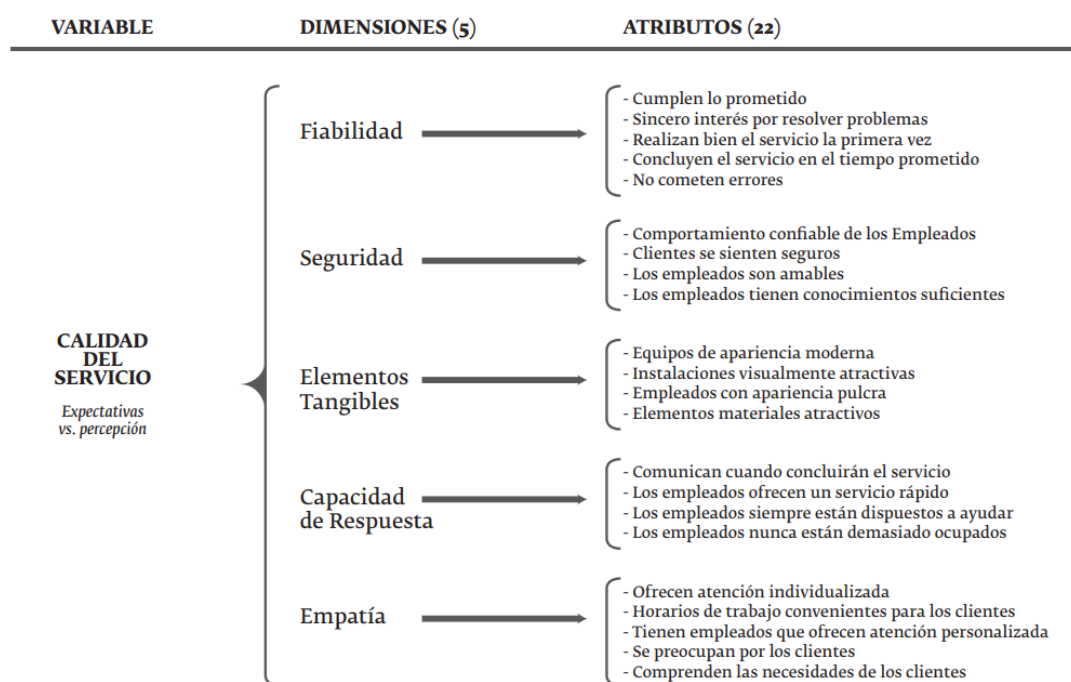 VARIABLE
DIMENSIONES (5)
ATRIBUTOS (22)
CALIDAD
DEL
SERVICIO
Expectativas
vs. percepción
Fiabilidad
- Cumplen lo prometido
- Sincero interés por resolver problemas
- Realizan bien el servicio la primera vez
- Concluyen el servicio en el tiempo prometido
- No cometen errores
Seguridad
- Comportamiento confiable de los Empleados
- Clientes se sienten seguros
- Los empleados son amables
- Los empleados tienen conocimientos suficientes
Elementos
Tangibles
- Equipos de apariencia moderna
- Instalaciones visualmente atractivas
- Empleados con apariencia pulcra
- Elementos materiales atractivos
Capacidad
de Respuesta
- Comunican cuando concluirán el servicio
- Los empleados ofrecen un servicio rápido
- Los empleados siempre están dispuestos a ayudar
- Los empleados nunca están demasiado ocupados
Empatía
- Ofrecen atención individualizada
- Horarios de trabajo convenientes para los clientes
- Tienen empleados que ofrecen atención personalizada
- Se preocupan por los clientes
- Comprenden las necesidades de los clientes